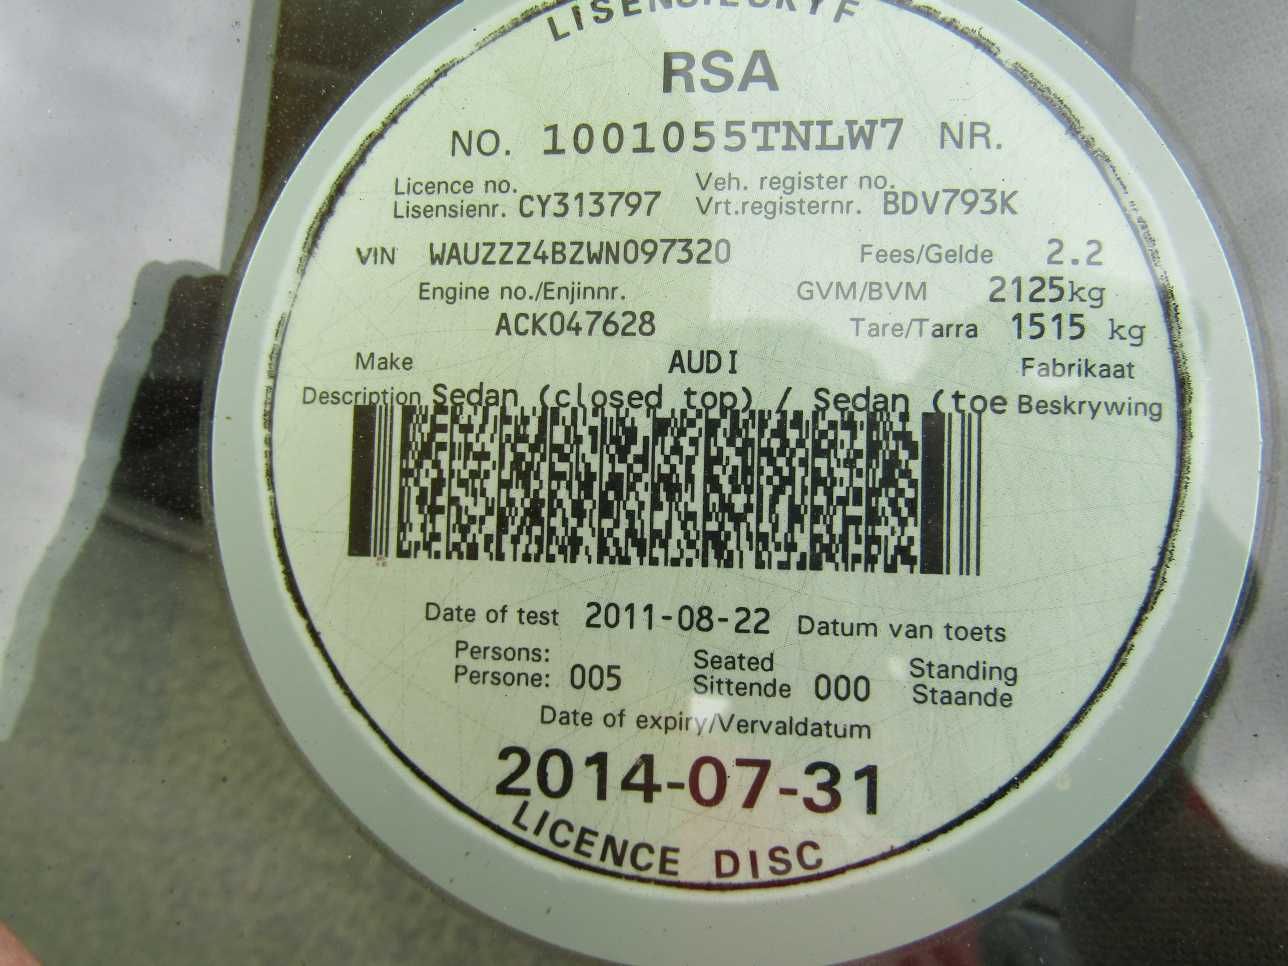 LISENSIESKYF
RSA
NO. 1001055TNLW7 NR.
Licence no. Veh. register no.
Lisensienr. CY313797 Vrt.registernr. BDV793K
VIN WAUZZZ4BZWN097320 Fees/Gelde 2.2
Engine no./Enjinnr. GVM/BVM 2125kg
ACK047628 Tare/Tarra 1515 kg
Make AUDI Fabrikaat
Description Sedan (closed top) / Sedan (toe Beskrywing
Date of test 2011-08-22 Datum van toets
Persons: Seated Standing
Persone: 005 Sittende 000 Staande
Date of expiry/Vervaldatum
2014-07-31
LICENCE DISC